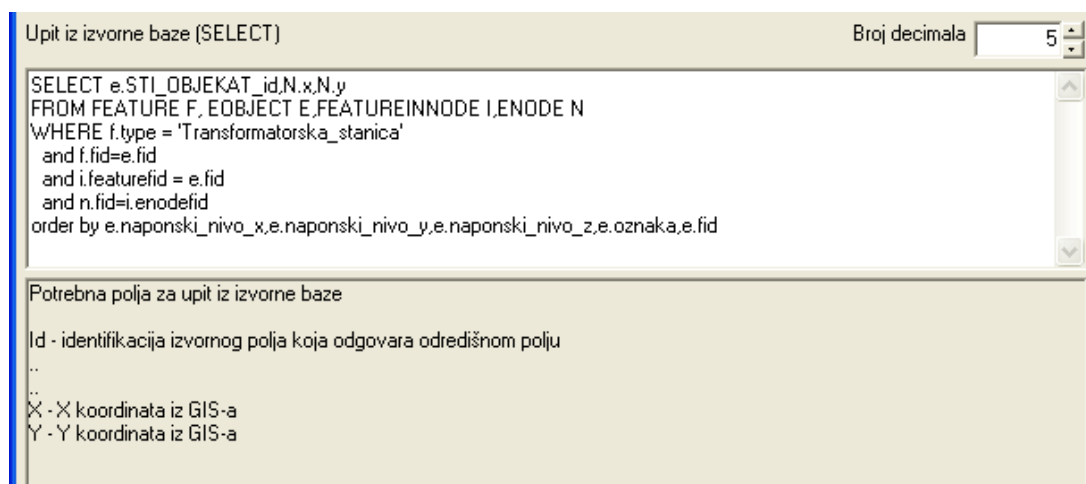 Upit iz izvorne baze (SELECT) Broj decimala 5
SELECT e.STI_OBJEKAT_id,N.x,N.y
FROM FEATURE F, EOBJECT E,FEATUREINNODE I,ENODE N
WHERE f.type = 'Transformatorska_stanica'
and f.fid=e.fid
and i.featurefid = e.fid
and n.fid=i.enodefid
order by e.naponski_nivo_x,e.naponski_nivo_y,e.naponski_nivo_z,e.oznaka,e.fid
Potrebna polja za upit iz izvorne baze
Id - identifikacija izvornog polja koja odgovara odredišnom polju
..
..
X - X koordinata iz GIS-a
Y - Y koordinata iz GIS-a